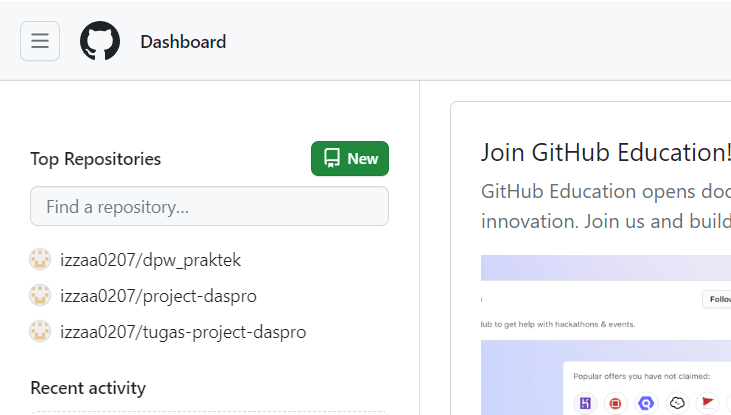 Dashboard
Top Repositories
New
Find a repository...
izzaa0207/dpw_praktek
izzaa0207/project-daspro
izzaa0207/tugas-project-daspro
Recent activity
Join GitHub Education!
GitHub Education opens doo
innovation. Join us and build
Follo
lub to get help with hackathons & events.
Popular offers you have not claimed: